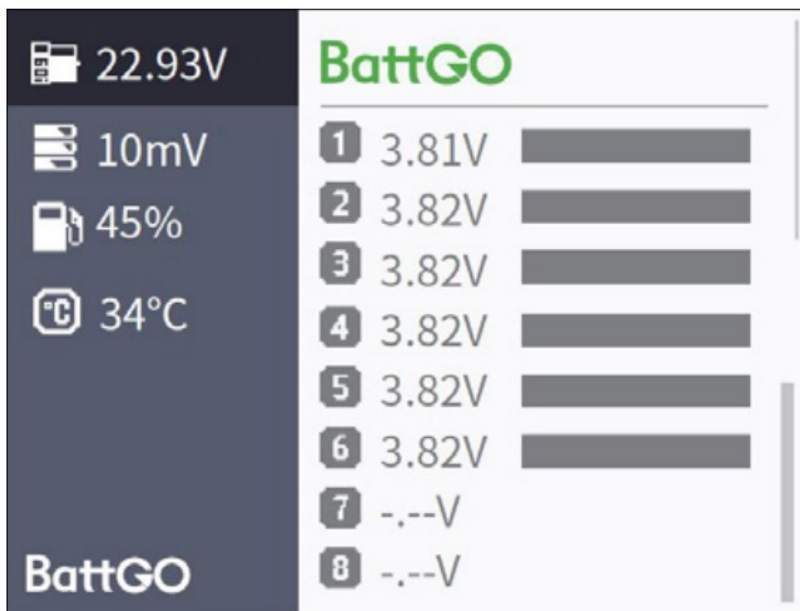 22.93V
10mV
45%
°C 34°C
BattGO
BattGO
1 3.81V
2 3.82V
3 3.82V
4 3.82V
5 3.82V
6 3.82V
7 -.--V
8 -.--V